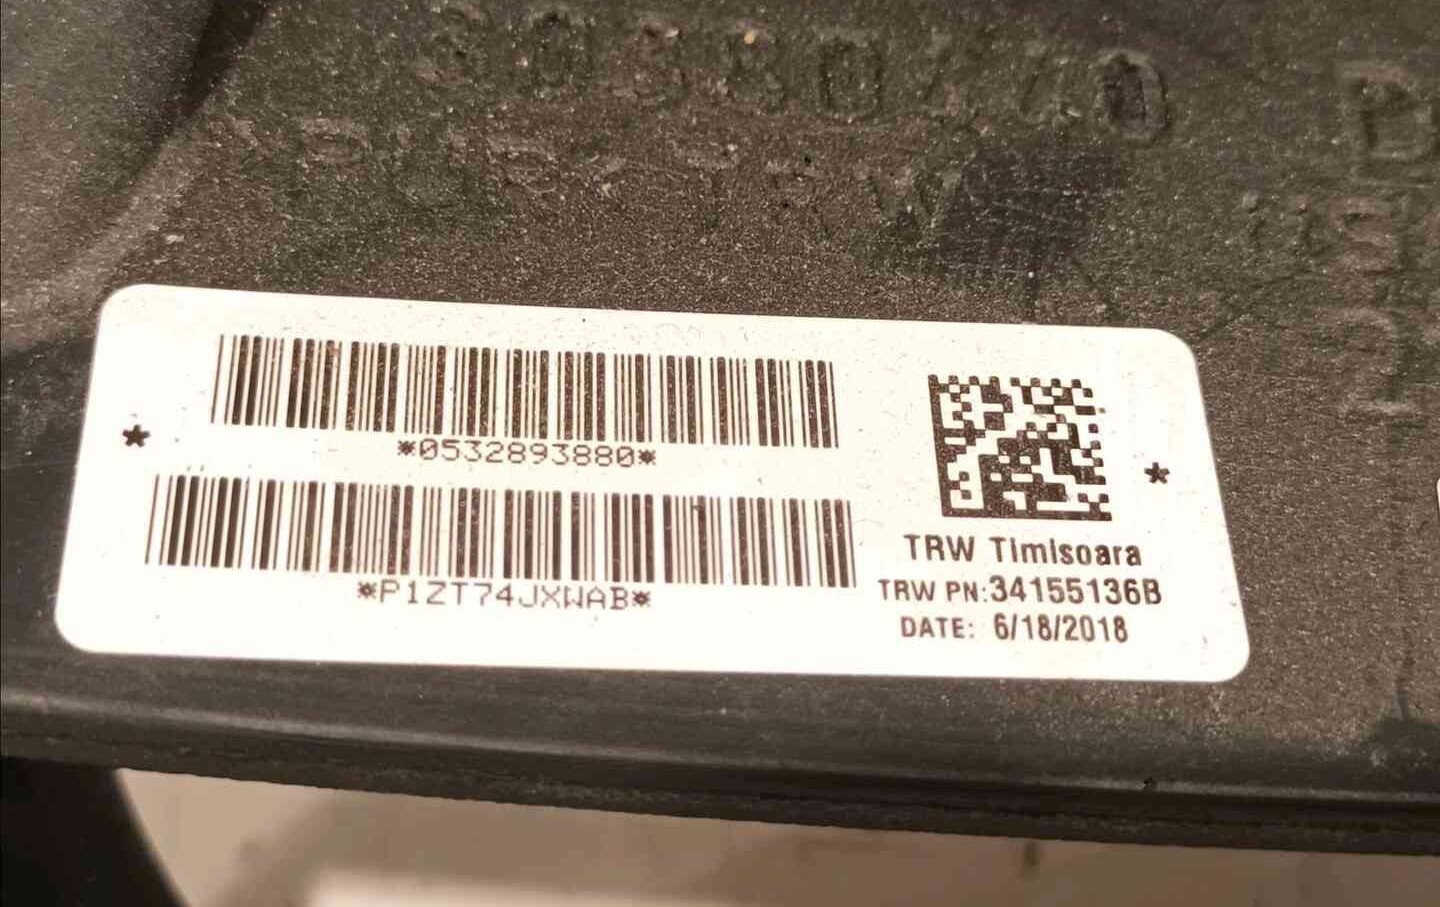 *0532893880*
*P1ZT74JXWAB*
* *
TRW Timisoara
TRW PN:34155136B
DATE: 6/18/2018